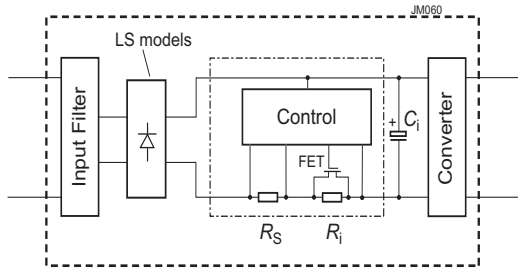 JM060
LS models
Input Filter
Control
+
Ci
Converter
FET
RS
Ri